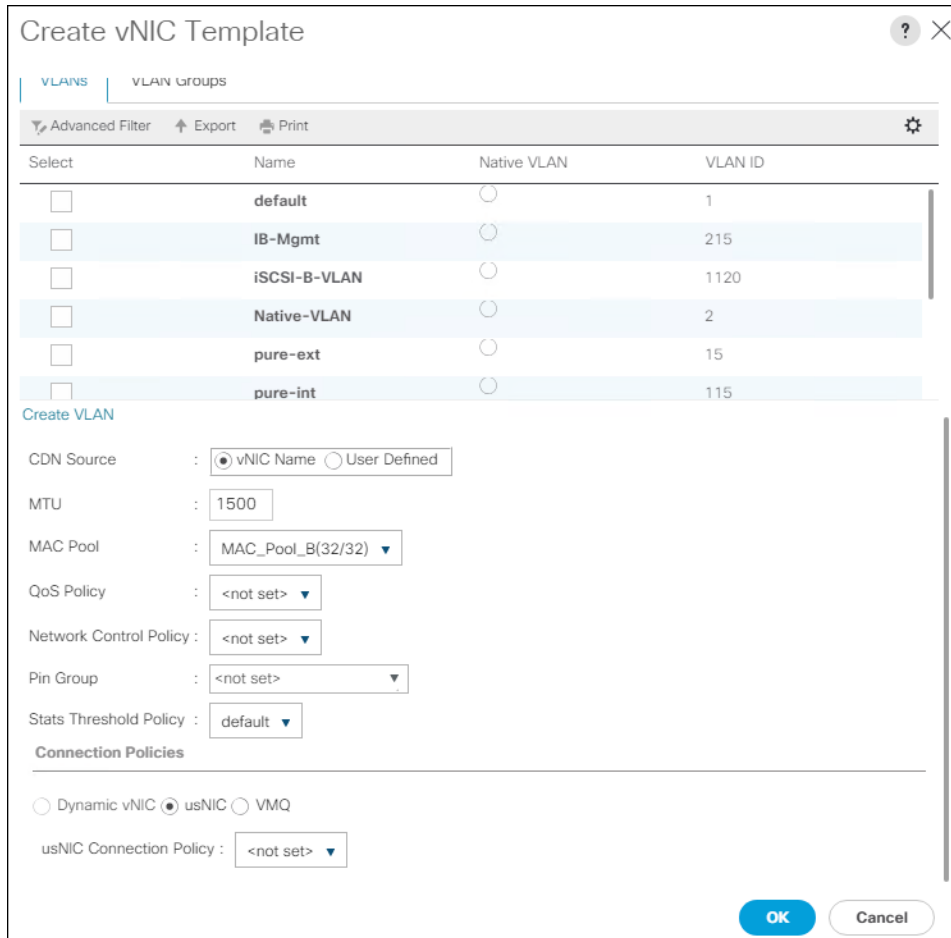 Create vNIC Template ?
VLANs VLAN Groups
Advanced Filter Export Print
Select Name Native VLAN VLAN ID
default 1
IB-Mgmt 215
iSCSI-B-VLAN 1120
Native-VLAN 2
pure-ext 15
pure-int 115
Create VLAN
CDN Source : vNIC Name User Defined
MTU : 1500
MAC Pool : MAC_Pool_B(32/32)
QoS Policy : <not set>
Network Control Policy : <not set>
Pin Group : <not set>
Stats Threshold Policy : default
Connection Policies
Dynamic vNIC usNIC VMQ
usNIC Connection Policy : <not set>
OK Cancel